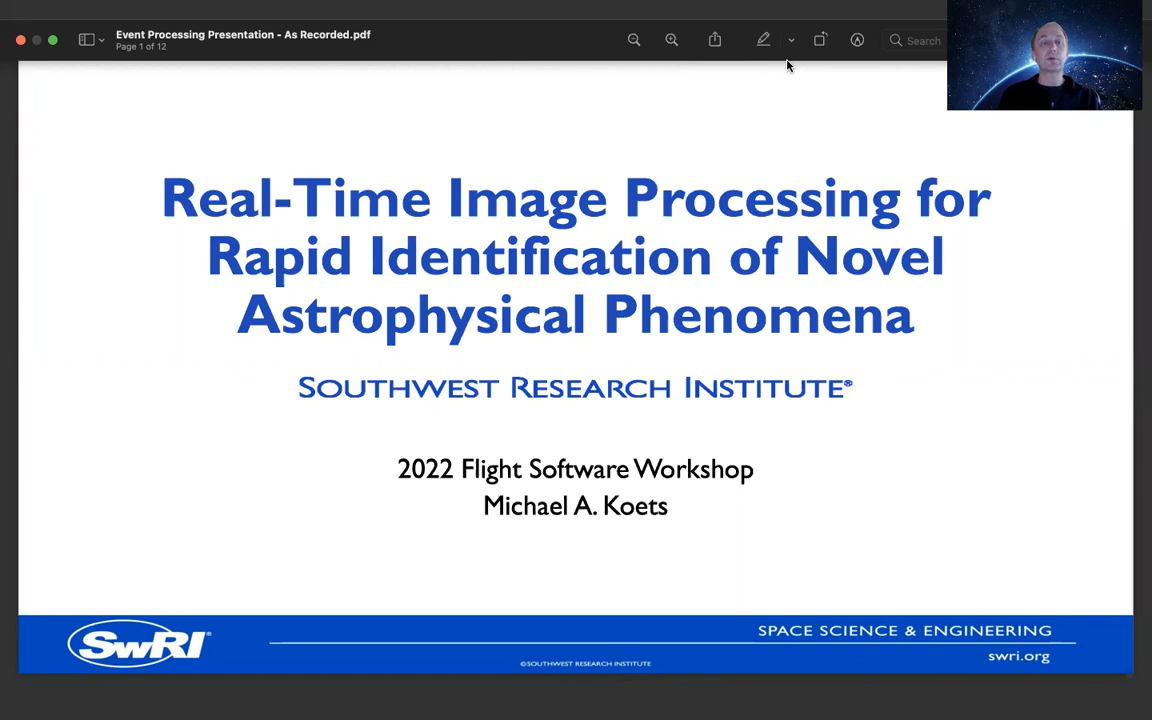 Event Processing Presentation - As Recorded.pdf
Page 1 of 12
Search
Real-Time Image Processing for
Rapid Identification of Novel
Astrophysical Phenomena
SOUTHWEST RESEARCH INSTITUTE®
2022 Flight Software Workshop
Michael A. Koets
SwRI®
SPACE SCIENCE & ENGINEERING
©SOUTHWEST RESEARCH INSTITUTE
swri.org